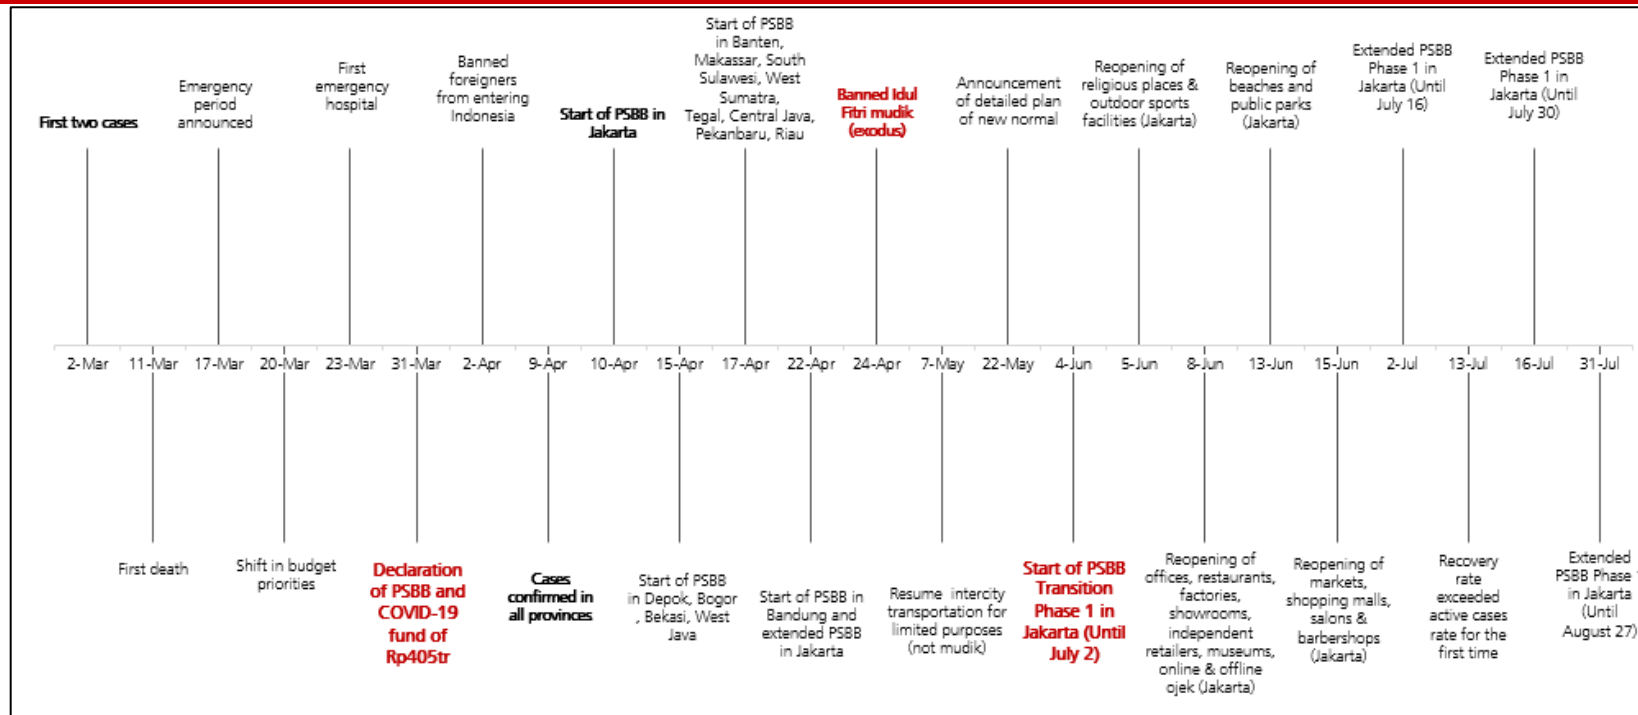 First two cases
Emergency
period
announced
First
emergency
hospital
Banned
foreigners
from entering
Indonesia
Start of PSBB in
Jakarta
Start of PSBB
in Banten,
Makassar, South
Sulawesi, West
Sumatra,
Tegal, Central Java,
Pekanbaru, Riau
Banned Idul
Fitri mudik
(exodus)
Announcement
of detailed plan
of new normal
Reopening of
religious places &
outdoor sports
facilities (Jakarta)
Reopening of
beaches and
public parks
(Jakarta)
Extended PSBB
Phase 1 in
Jakarta (Until
July 16)
Extended PSBB
Phase 1 in
Jakarta (Until
July 30)
2-Mar 11-Mar 17-Mar 20-Mar 23-Mar 31-Mar 2-Apr 9-Apr 10-Apr 15-Apr 17-Apr 22-Apr 24-Apr 7-May 22-May 4-Jun 5-Jun 8-Jun 13-Jun 15-Jun 2-Jul 13-Jul 16-Jul 31-Jul
First death
Shift in budget
priorities
Declaration
of PSBB and
COVID-19
fund of
Rp405tr
Cases
confirmed in
all provinces
Start of PSBB
in Depok, Bogor
, Bekasi, West
Java
Start of PSBB in
Bandung and
extended PSBB
in Jakarta
Resume intercity
transportation for
limited purposes
(not mudik)
Start of PSBB
Transition
Phase 1 in
Jakarta (Until
July 2)
Reopening of
offices, restaurants,
factories,
showrooms,
independent
retailers, museums,
online & offline
ojek (Jakarta)
Reopening of
markets,
shopping malls,
salons &
barbershops
(Jakarta)
Recovery
rate
exceeded
active cases
rate for the
first time
Extended
PSBB Phase 1
in Jakarta
(Until
August 27)